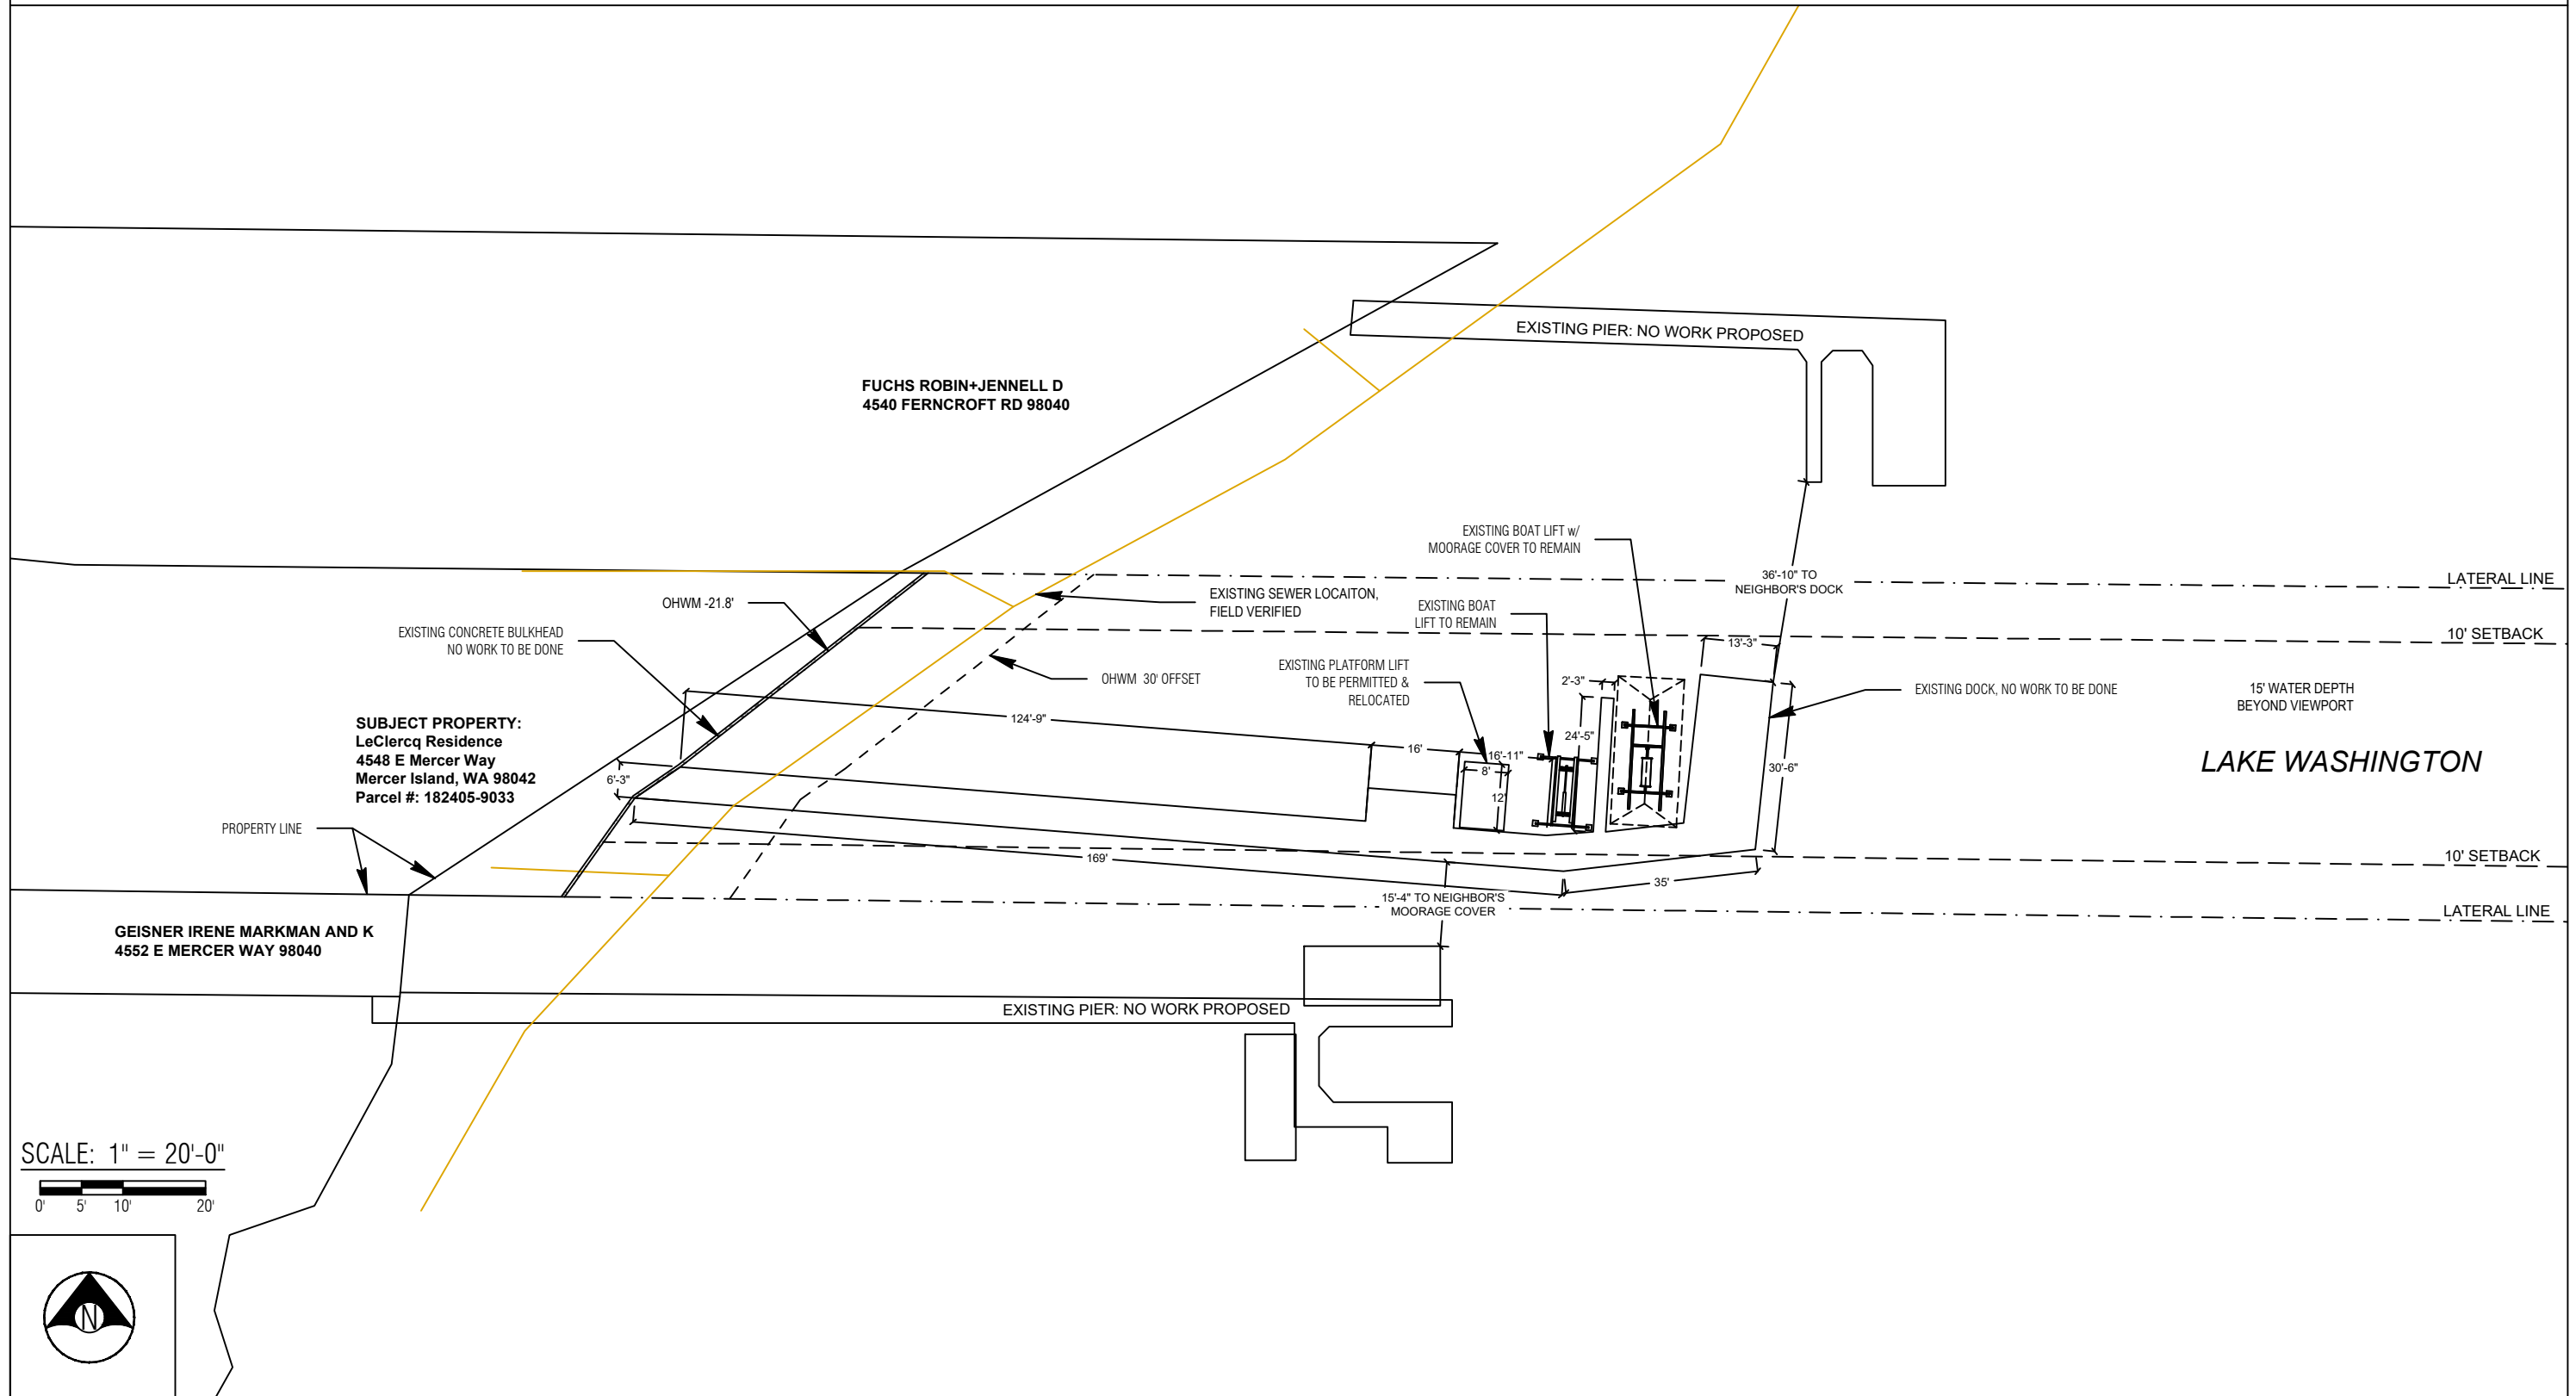 EXISTING PIER: NO WORK PROPOSED
FUCHS ROBIN+JENNELL D
4540 FERNCROFT RD 98040
EXISTING BOAT LIFT w/
MOORAGE COVER TO REMAIN
36'-10" TO
NEIGHBOR'S DOCK
LATERAL LINE
OHWM -21.8'
EXISTING SEWER LOCAITON,
FIELD VERIFIED
EXISTING BOAT
LIFT TO REMAIN
10' SETBACK
EXISTING CONCRETE BULKHEAD
NO WORK TO BE DONE
13'-3"
EXISTING PLATFORM LIFT
TO BE PERMITTED &
RELOCATED
OHWM 30' OFFSET
2'-3"
EXISTING DOCK, NO WORK TO BE DONE
15' WATER DEPTH
BEYOND VIEWPORT
SUBJECT PROPERTY:
LeClercq Residence
4548 E Mercer Way
Mercer Island, WA 98042
Parcel #: 182405-9033
124'-9"
16'
16'-11"
24'-5"
8'
12'
30'-6"
LAKE WASHINGTON
6'-3"
PROPERTY LINE
169'
35'
10' SETBACK
15'-4" TO NEIGHBOR'S
MOORAGE COVER
LATERAL LINE
GEISNER IRENE MARKMAN AND K
4552 E MERCER WAY 98040
EXISTING PIER: NO WORK PROPOSED
SCALE: 1" = 20'-0"
0' 5' 10' 20'
N